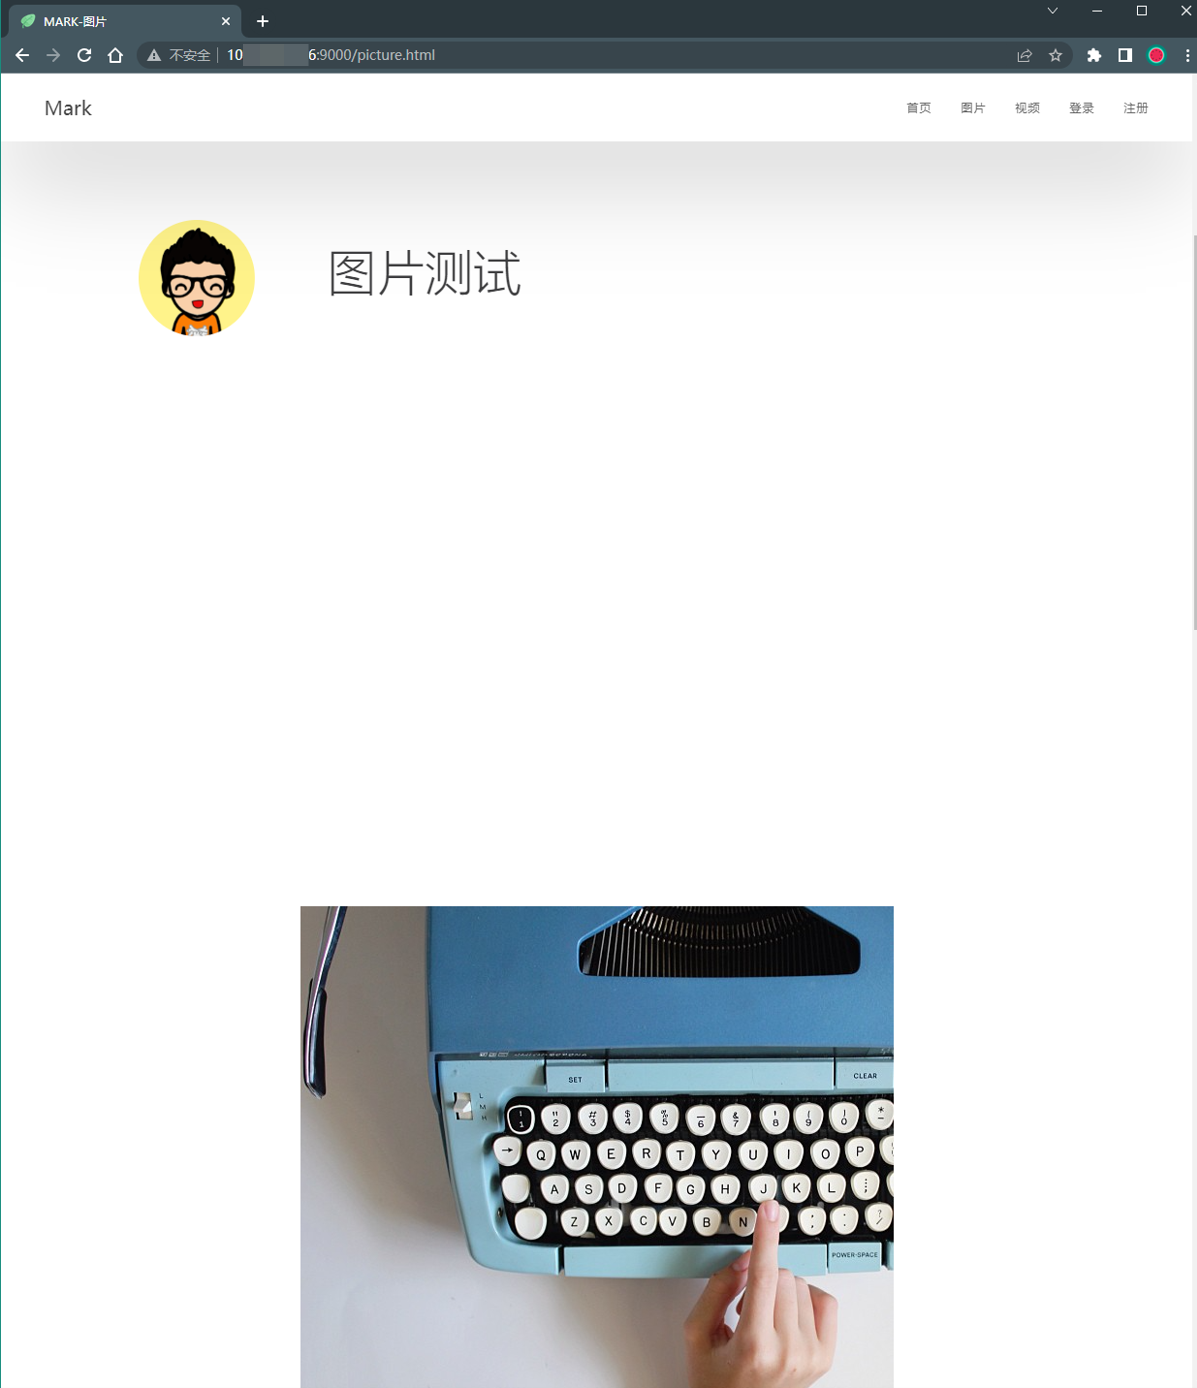 MARK-图片
不安全 10 6:9000/picture.html
Mark
首页 图片 视频 登录 注册
图片测试
SET
CLEAR
L
M
H
! 1 " 2 # 3 $ 4 % 5 _ 6 & 7 ' 8 ( 9 ) 0 * -
→ Q W E R T Y U I O P
A S D F G H J K L ; :
Z X C V B N , . ? /
POWER-SPACE